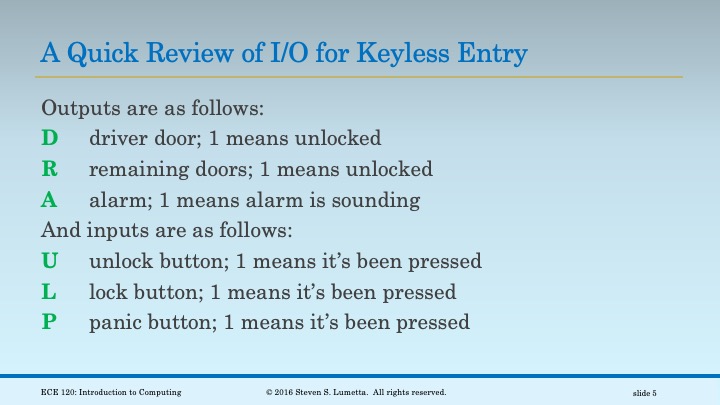 A Quick Review of I/O for Keyless Entry
Outputs are as follows:
D driver door; 1 means unlocked
R remaining doors; 1 means unlocked
A alarm; 1 means alarm is sounding
And inputs are as follows:
U unlock button; 1 means it’s been pressed
L lock button; 1 means it’s been pressed
P panic button; 1 means it’s been pressed
ECE 120: Introduction to Computing © 2016 Steven S. Lumetta. All rights reserved. slide 5